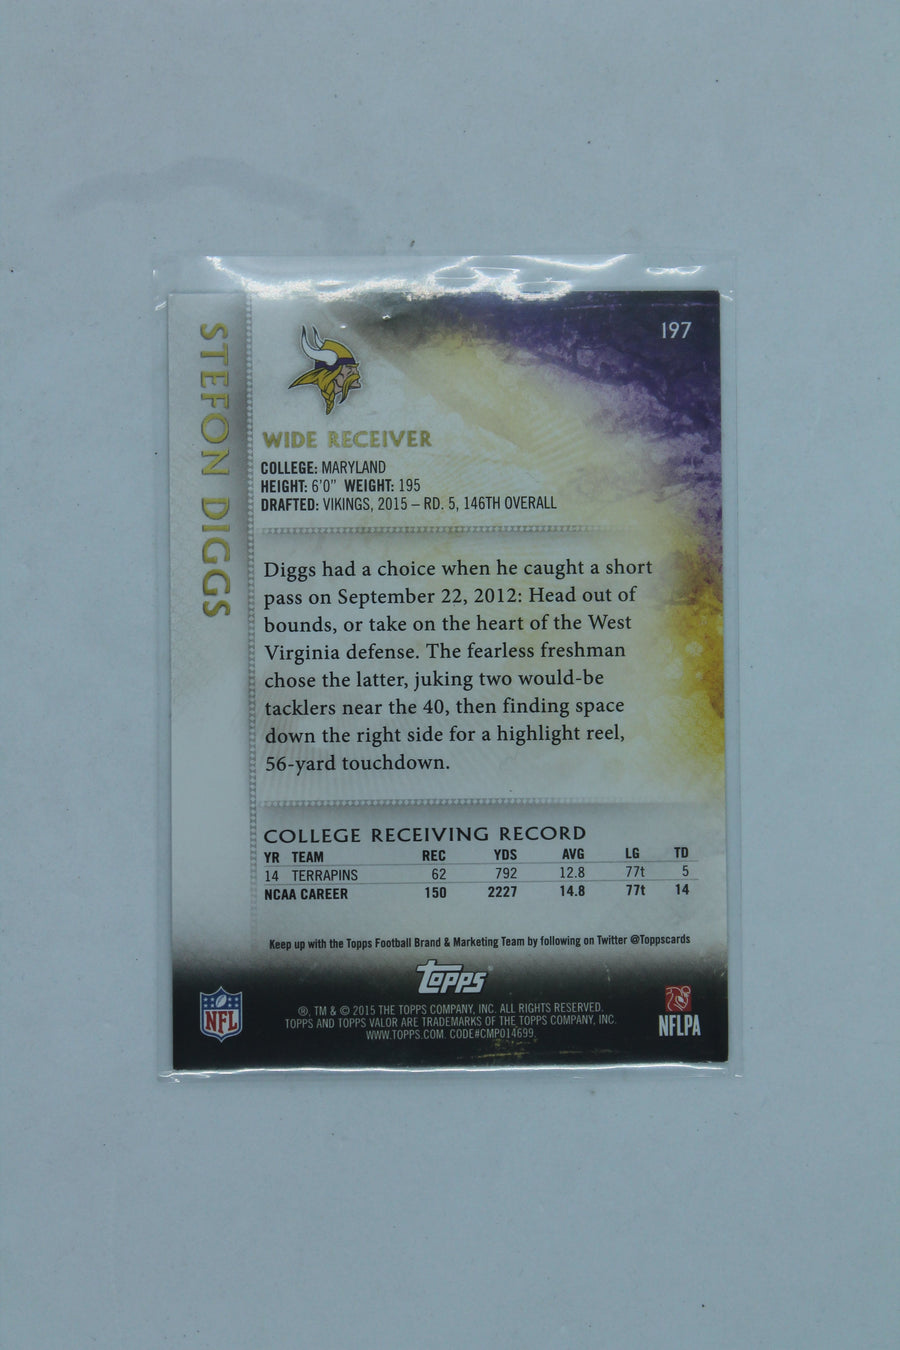 STEFON DIGGS
197
WIDE RECEIVER
COLLEGE: MARYLAND
HEIGHT: 6'0" WEIGHT: 195
DRAFTED: VIKINGS, 2015 – RD. 5, 146TH OVERALL
Diggs had a choice when he caught a short
pass on September 22, 2012: Head out of
bounds, or take on the heart of the West
Virginia defense. The fearless freshman
chose the latter, juking two would-be
tacklers near the 40, then finding space
down the right side for a highlight reel,
56-yard touchdown.
COLLEGE RECEIVING RECORD
YR TEAM REC YDS AVG LG TD
14 TERRAPINS 62 792 12.8 77t 5
NCAA CAREER 150 2227 14.8 77t 14
Keep up with the Topps Football Brand & Marketing Team by following on Twitter @Toppscards
Topps
®, TM & © 2015 THE TOPPS COMPANY, INC. ALL RIGHTS RESERVED.
TOPPS AND TOPPS VALOR ARE TRADEMARKS OF THE TOPPS COMPANY, INC.
WWW.TOPPS.COM. CODE#CMP014699.
NFL
NFLPA